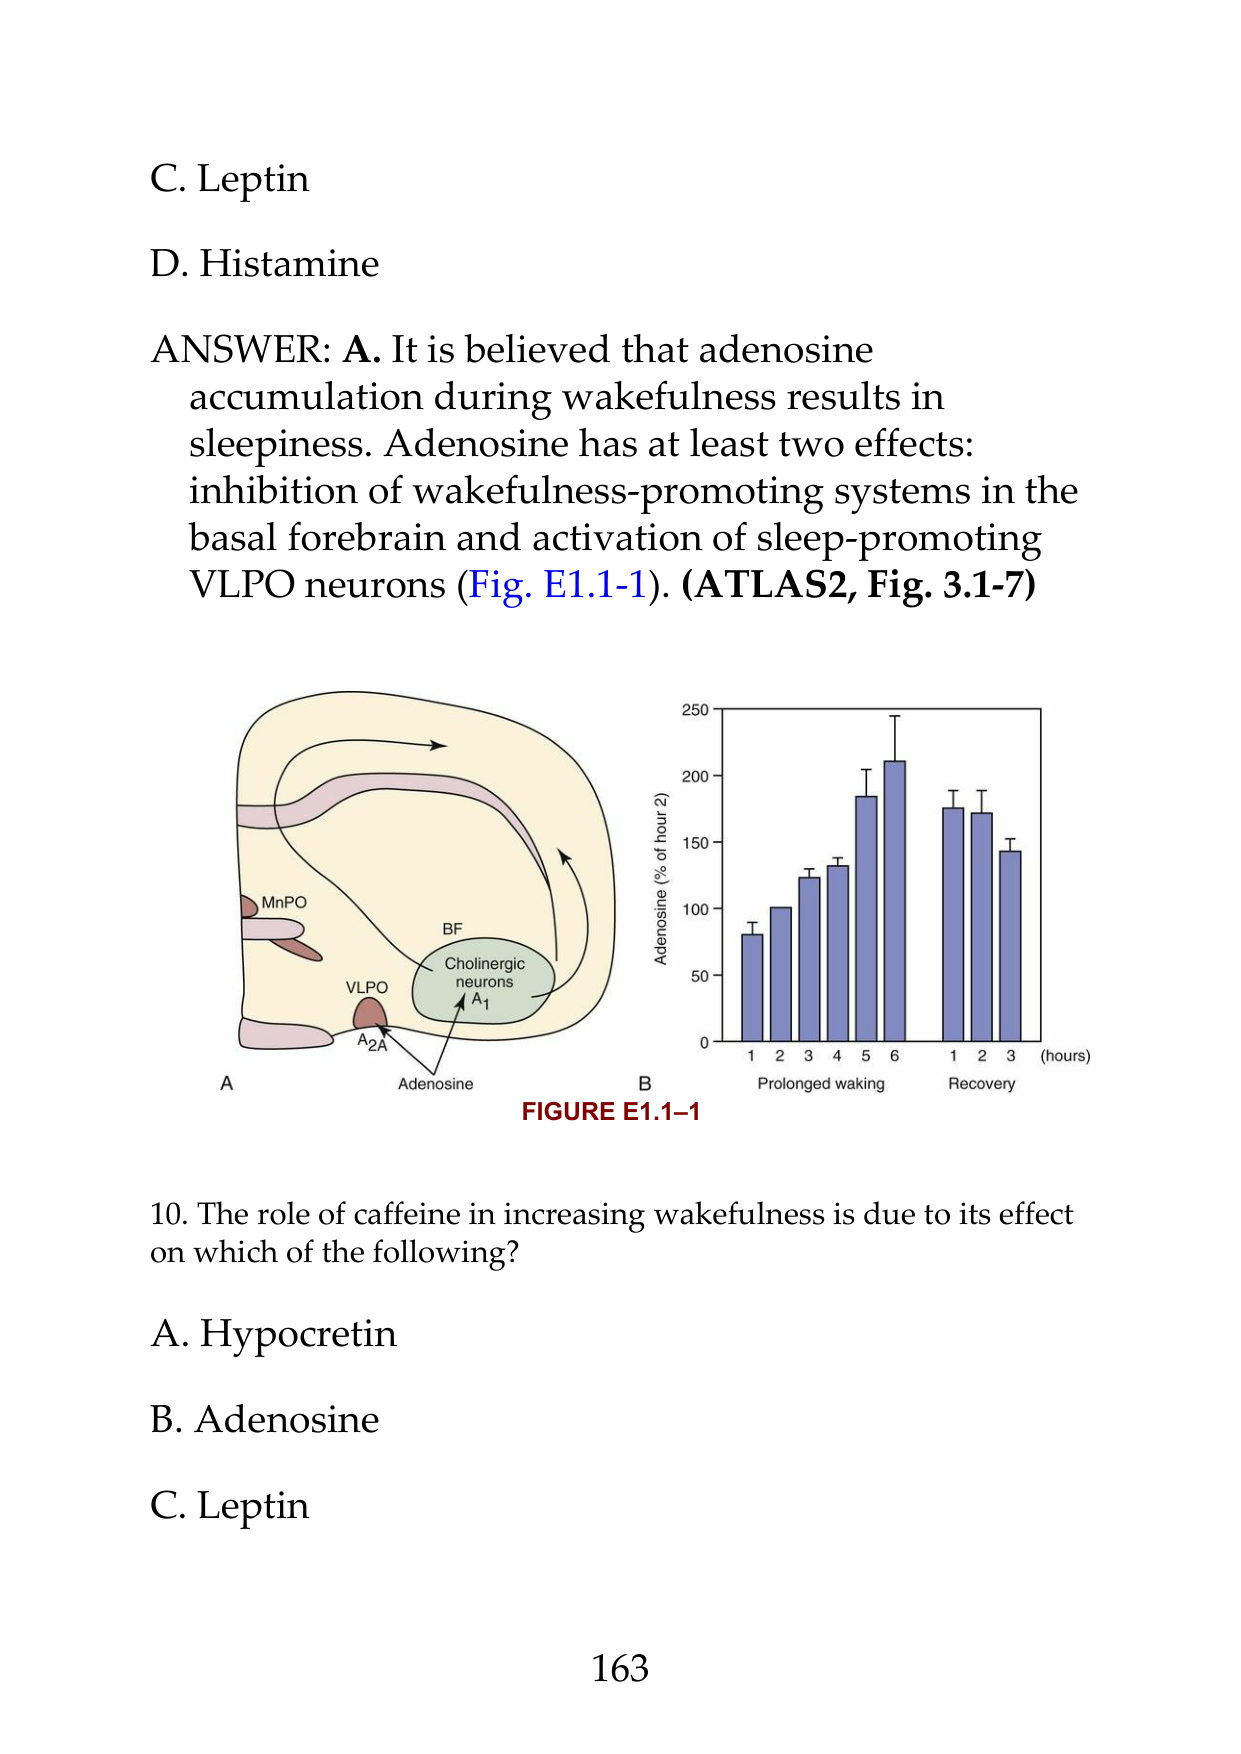 C. Leptin
D. Histamine
ANSWER: A. It is believed that adenosine
accumulation during wakefulness results in
sleepiness. Adenosine has at least two effects:
inhibition of wakefulness-promoting systems in the
basal forebrain and activation of sleep-promoting
VLPO neurons (Fig. E1.1-1). (ATLAS2, Fig. 3.1-7)
MnPO
BF
Cholinergic
neurons
A1
VLPO
A2A
Adenosine
A
Adenosine (% of hour 2)
250
200
150
100
50
0
1 2 3 4 5 6 1 2 3 (hours)
Prolonged waking Recovery
B
FIGURE E1.1–1
10. The role of caffeine in increasing wakefulness is due to its effect
on which of the following?
A. Hypocretin
B. Adenosine
C. Leptin
163